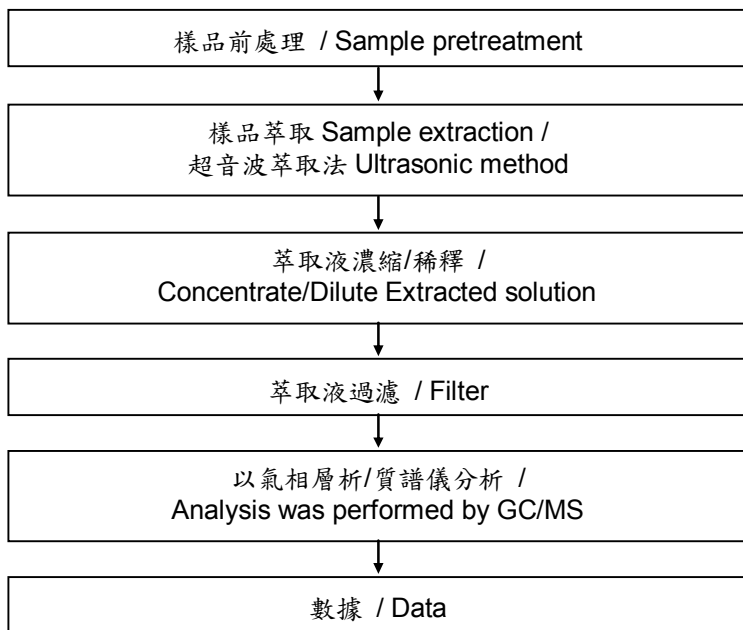 樣品前處理 / Sample pretreatment
樣品萃取 Sample extraction /
超音波萃取法 Ultrasonic method
萃取液濃縮/稀釋 /
Concentrate/Dilute Extracted solution
萃取液過濾 / Filter
以氣相層析/質譜儀分析 /
Analysis was performed by GC/MS
數據 / Data